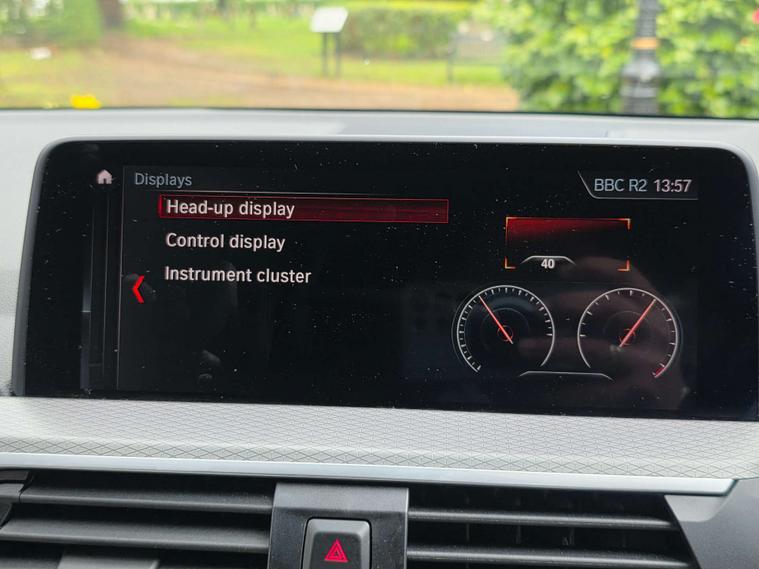 Displays
BBC R2 13:57
Head-up display
Control display
Instrument cluster
40